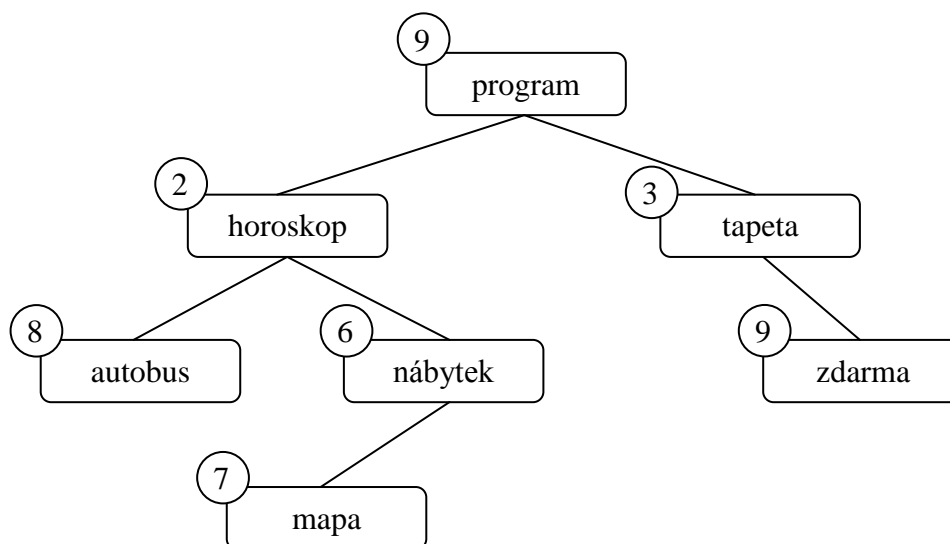 9
program
2
horoskop
3
tapeta
8
autobus
6
nábytek
9
zdarma
7
mapa